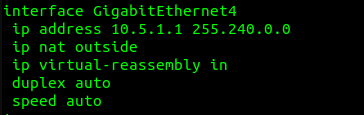 interface GigabitEthernet4
ip address 10.5.1.1 255.240.0.0
ip nat outside
ip virtual-reassembly in
duplex auto
speed auto